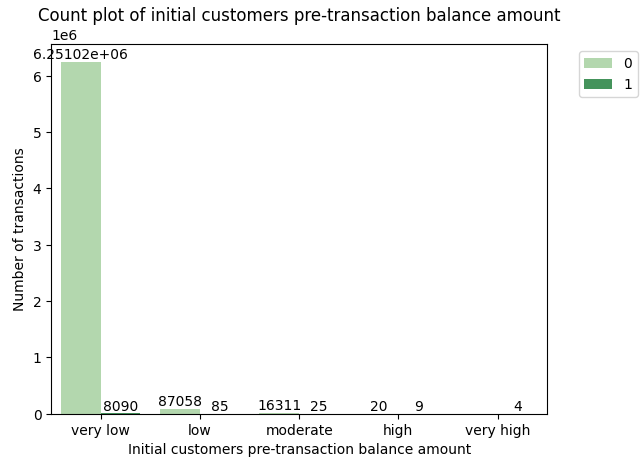 Count plot of initial customers pre-transaction balance amount
1e6
6.25102e+06
0
1
6
5
4
3
2
1
0
Number of transactions
8090
87058
85
16311
25
20
9
4
very low
low
moderate
high
very high
Initial customers pre-transaction balance amount